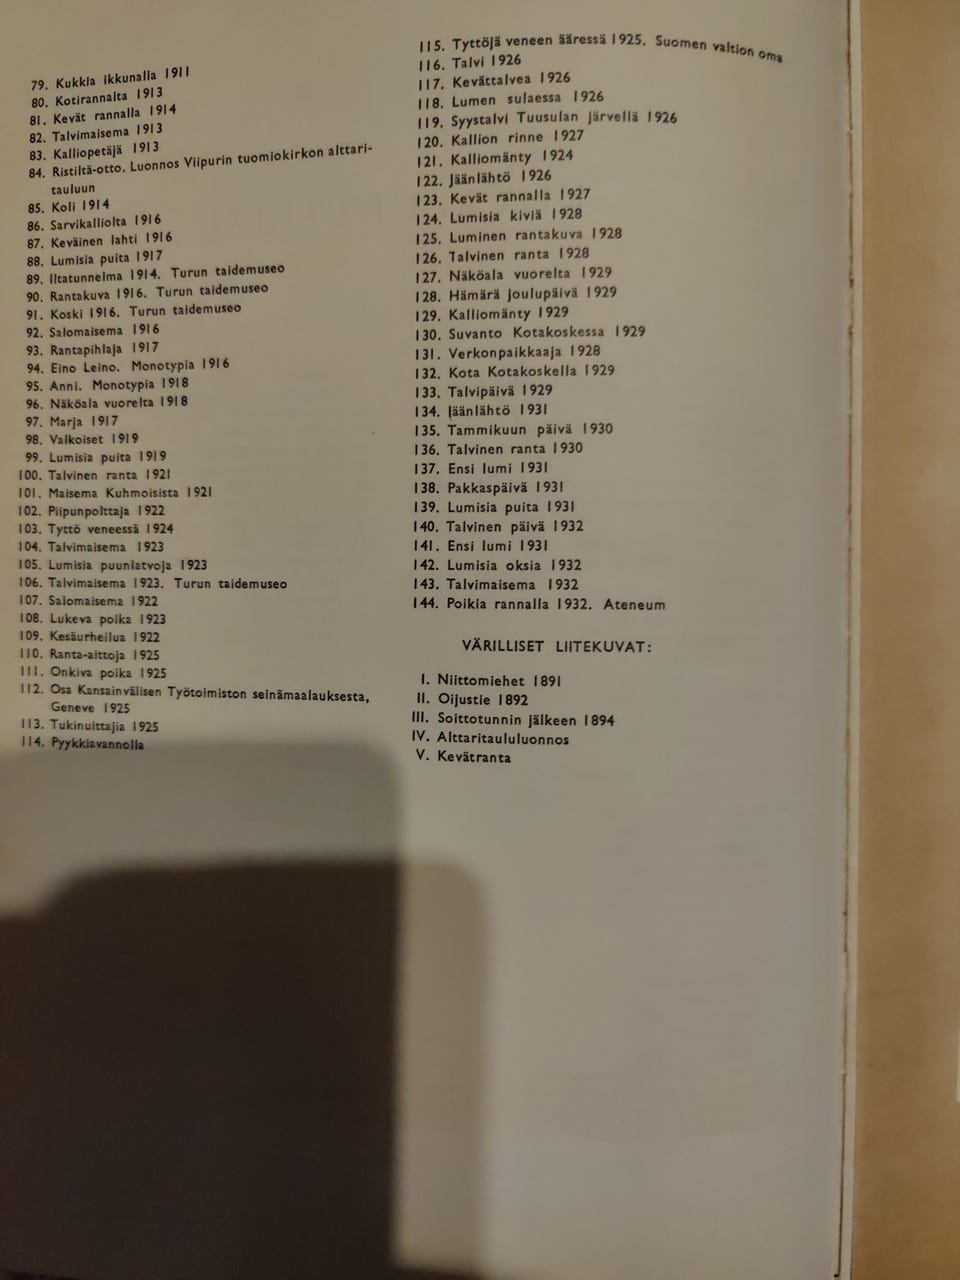 79. Kukkia ikkunalla 1911
80. Kotirannalta 1913
81. Kevät rannalla 1914
82. Talvimaisema 1913
83. Kalliopetäjä 1913
84. Ristiltä-otto. Luonnos Viipurin tuomiokirkon alttari-
tauluun
85. Koli 1914
86. Sarvikalliolta 1916
87. Keväinen lahti 1916
88. Lumisia puita 1917
89. Iltatunnelma 1914. Turun taidemuseo
90. Rantakuva 1916. Turun taidemuseo
91. Koski 1916. Turun taidemuseo
92. Salomaisema 1916
93. Rantapihlaja 1917
94. Eino Leino. Monotypia 1916
95. Anni. Monotypia 1918
96. Näköala vuorelta 1918
97. Marja 1917
98. Valkoiset 1919
99. Lumisia puita 1919
100. Talvinen ranta 1921
101. Maisema Kuhmoisista 1921
102. Piipunpolttaja 1922
103. Tyttö veneessä 1924
104. Talvimaisema 1923
105. Lumisia puunlatvoja 1923
106. Talvimaisema 1923. Turun taidemuseo
107. Salomaisema 1922
108. Lukeva poika 1923
109. Kesäurheilua 1922
110. Ranta-aittoja 1925
111. Onkiva poika 1925
112. Osa Kansainvälisen Työtoimiston seinämaalauksesta,
Geneve 1925
113. Tukinuittajia 1925
114. Pyykkiavannolla
115. Tyttöjä veneen ääressä 1925. Suomen valtion oma
116. Talvi 1926
117. Kevättalvea 1926
118. Lumen sulaessa 1926
119. Syystalvi Tuusulan järvellä 1926
120. Kallion rinne 1927
121. Kalliomänty 1924
122. Jäänlähtö 1926
123. Kevät rannalla 1927
124. Lumisia kiviä 1928
125. Luminen rantakuva 1928
126. Talvinen ranta 1928
127. Näköala vuorelta 1929
128. Hämärä joulupäivä 1929
129. Kalliomänty 1929
130. Suvanto Kotakoskessa 1929
131. Verkonpaikkaaja 1928
132. Kota Kotakoskella 1929
133. Talvipäivä 1929
134. Jäänlähtö 1931
135. Tammikuun päivä 1930
136. Talvinen ranta 1930
137. Ensi lumi 1931
138. Pakkaspäivä 1931
139. Lumisia puita 1931
140. Talvinen päivä 1932
141. Ensi lumi 1931
142. Lumisia oksia 1932
143. Talvimaisema 1932
144. Poikia rannalla 1932. Ateneum
VÄRILLISET LIITEKUVAT:
I. Niittomiehet 1891
II. Oijustie 1892
III. Soittotunnin jälkeen 1894
IV. Alttaritaululuonnos
V. Kevätranta